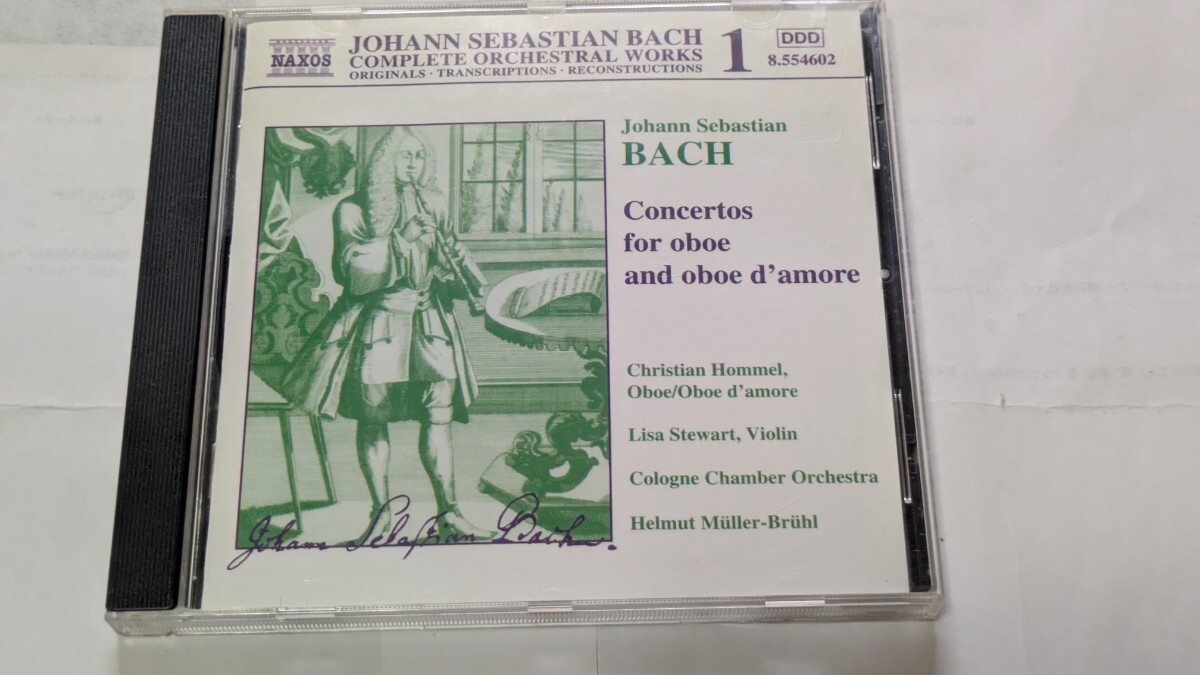 NAXOS
JOHANN SEBASTIAN BACH
COMPLETE ORCHESTRAL WORKS
ORIGINALS · TRANSCRIPTIONS · RECONSTRUCTIONS
1
DDD
8.554602
Johann Sebastian
BACH
Concertos
for oboe
and oboe d'amore
Christian Hommel,
Oboe/Oboe d'amore
Lisa Stewart, Violin
Cologne Chamber Orchestra
Helmut Müller-Brühl
Johann Sebastian Bach.